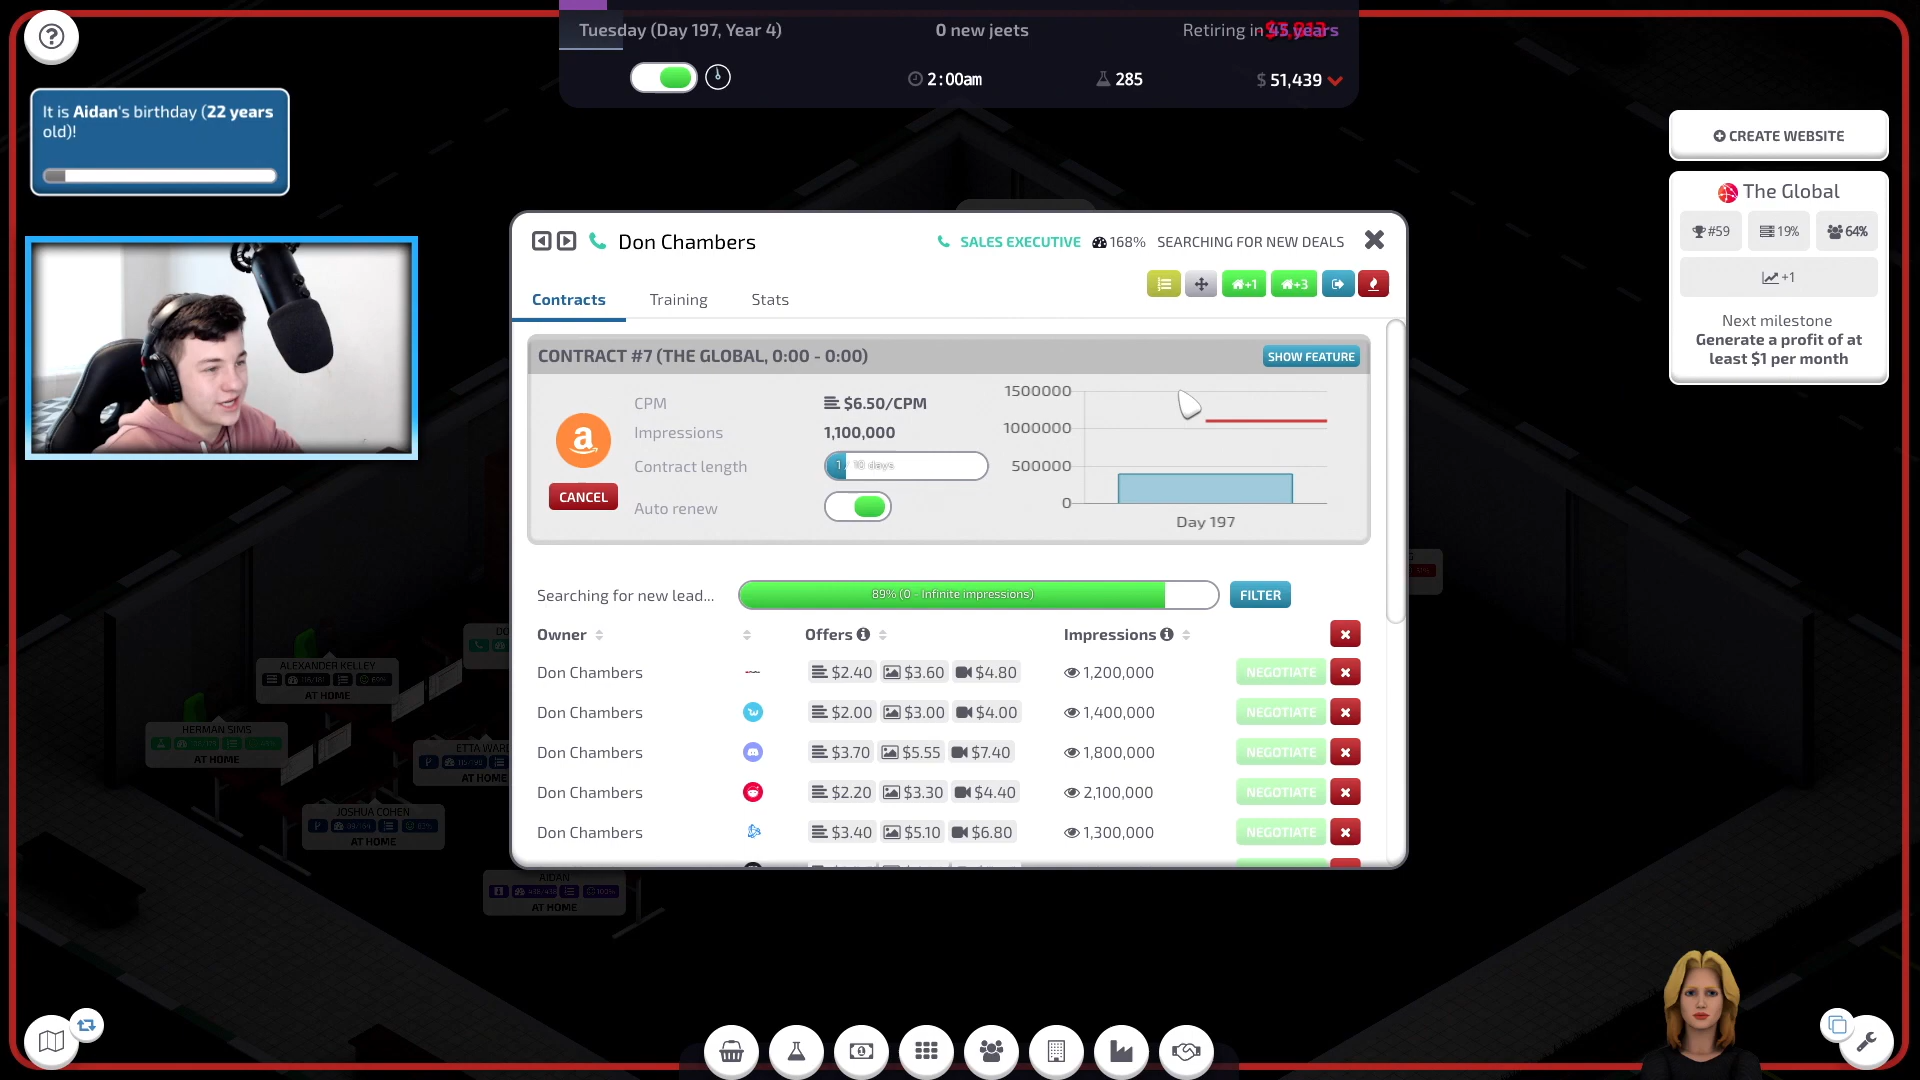 Tuesday (Day 197, Year 4)
0 new jeets
Retiring in 45 years
2:00am
285
$ 51,439
It is Aidan's birthday (22 years
old)!
CREATE WEBSITE
The Global
#59
19%
64%
+1
Next milestone
Generate a profit of at
least $1 per month
Don Chambers
SALES EXECUTIVE
168%
SEARCHING FOR NEW DEALS
Contracts
Training
Stats
+1
+3
CONTRACT #7 (THE GLOBAL, 0:00 - 0:00)
SHOW FEATURE
CPM
$6.50/CPM
Impressions
1,100,000
Contract length
1 / 10 days
Auto renew
CANCEL
1500000
1000000
500000
0
Day 197
Searching for new lead...
89% (0 - Infinite impressions)
FILTER
Owner
Offers
Impressions
Don Chambers $2.40 $3.60 $4.80 1,200,000 NEGOTIATE
Don Chambers $2.00 $3.00 $4.00 1,400,000 NEGOTIATE
Don Chambers $3.70 $5.55 $7.40 1,800,000 NEGOTIATE
Don Chambers $2.20 $3.30 $4.40 2,100,000 NEGOTIATE
Don Chambers $3.40 $5.10 $6.80 1,300,000 NEGOTIATE
ALEXANDER KELLEY
AT HOME
HERMAN SIMS
AT HOME
ETTA WARD
AT HOME
JOSHUA COHEN
AT HOME
AIDAN
100%
AT HOME